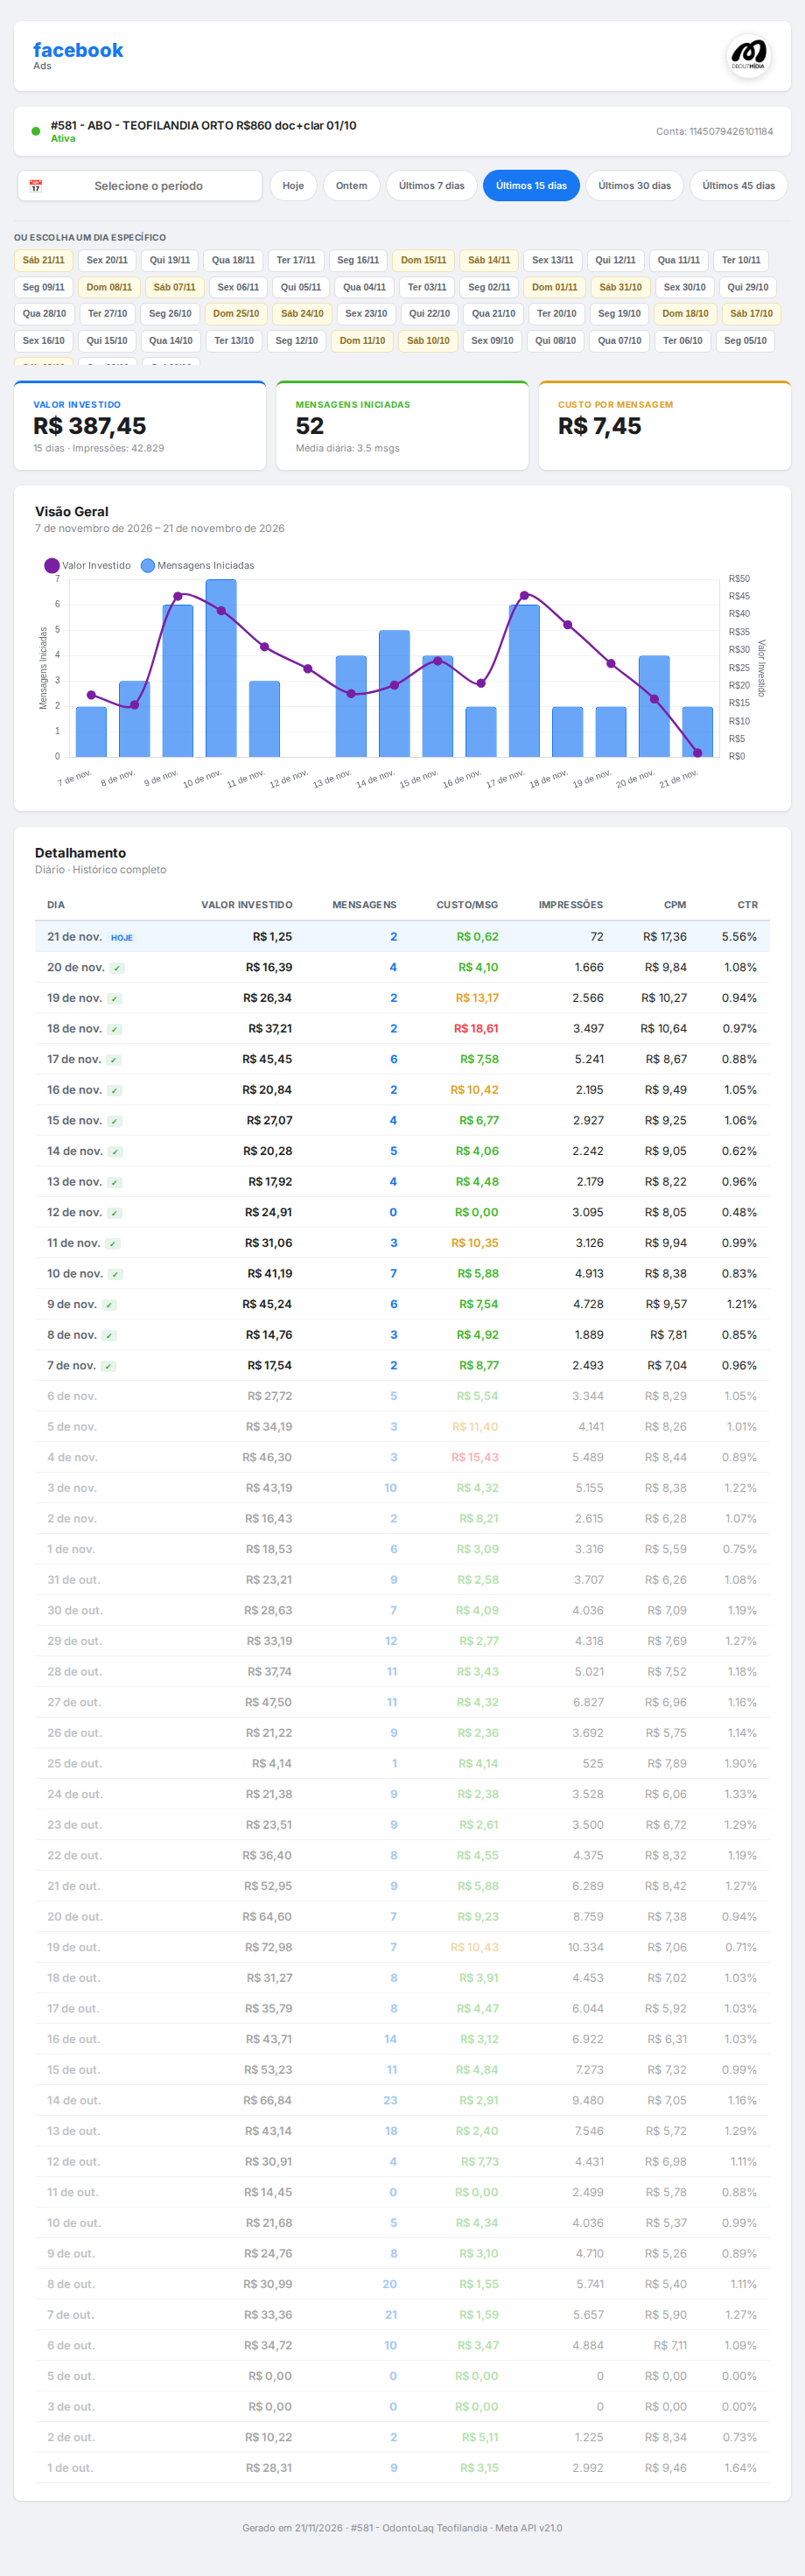 facebook
Ads
DBOUTMÍDIA
#581 - ABO - TEOFILANDIA ORTO R$860 doc+clar 01/10
Ativa
Conta: 1145079426101184
Selecione o período
Hoje Ontem Últimos 7 dias Últimos 15 dias Últimos 30 dias Últimos 45 dias
OU ESCOLHA UM DIA ESPECÍFICO
Sáb 21/11 Sex 20/11 Qui 19/11 Qua 18/11 Ter 17/11 Seg 16/11 Dom 15/11 Sáb 14/11 Sex 13/11 Qui 12/11 Qua 11/11 Ter 10/11
Seg 09/11 Dom 08/11 Sáb 07/11 Sex 06/11 Qui 05/11 Qua 04/11 Ter 03/11 Seg 02/11 Dom 01/11 Sáb 31/10 Sex 30/10 Qui 29/10
Qua 28/10 Ter 27/10 Seg 26/10 Dom 25/10 Sáb 24/10 Sex 23/10 Qui 22/10 Qua 21/10 Ter 20/10 Seg 19/10 Dom 18/10 Sáb 17/10
Sex 16/10 Qui 15/10 Qua 14/10 Ter 13/10 Seg 12/10 Dom 11/10 Sáb 10/10 Sex 09/10 Qui 08/10 Qua 07/10 Ter 06/10 Seg 05/10
VALOR INVESTIDO
R$ 387,45
15 dias · Impressões: 42.829
MENSAGENS INICIADAS
52
Média diária: 3.5 msgs
CUSTO POR MENSAGEM
R$ 7,45
Visão Geral
7 de novembro de 2026 – 21 de novembro de 2026
Valor Investido Mensagens Iniciadas
Mensagens Iniciadas
7
6
5
4
3
2
1
0
R$50
R$45
R$40
R$35
R$30
R$25
R$20
R$15
R$10
R$5
R$0
Valor Investido
7 de nov. 8 de nov. 9 de nov. 10 de nov. 11 de nov. 12 de nov. 13 de nov. 14 de nov. 15 de nov. 16 de nov. 17 de nov. 18 de nov. 19 de nov. 20 de nov. 21 de nov.
Detalhamento
Diário · Histórico completo
DIA VALOR INVESTIDO MENSAGENS CUSTO/MSG IMPRESSÕES CPM CTR
21 de nov. HOJE R$ 1,25 2 R$ 0,62 72 R$ 17,36 5.56%
20 de nov. ✓ R$ 16,39 4 R$ 4,10 1.666 R$ 9,84 1.08%
19 de nov. ✓ R$ 26,34 2 R$ 13,17 2.566 R$ 10,27 0.94%
18 de nov. ✓ R$ 37,21 2 R$ 18,61 3.497 R$ 10,64 0.97%
17 de nov. ✓ R$ 45,45 6 R$ 7,58 5.241 R$ 8,67 0.88%
16 de nov. ✓ R$ 20,84 2 R$ 10,42 2.195 R$ 9,49 1.05%
15 de nov. ✓ R$ 27,07 4 R$ 6,77 2.927 R$ 9,25 1.06%
14 de nov. ✓ R$ 20,28 5 R$ 4,06 2.242 R$ 9,05 0.62%
13 de nov. ✓ R$ 17,92 4 R$ 4,48 2.179 R$ 8,22 0.96%
12 de nov. ✓ R$ 24,91 0 R$ 0,00 3.095 R$ 8,05 0.48%
11 de nov. ✓ R$ 31,06 3 R$ 10,35 3.126 R$ 9,94 0.99%
10 de nov. ✓ R$ 41,19 7 R$ 5,88 4.913 R$ 8,38 0.83%
9 de nov. ✓ R$ 45,24 6 R$ 7,54 4.728 R$ 9,57 1.21%
8 de nov. ✓ R$ 14,76 3 R$ 4,92 1.889 R$ 7,81 0.85%
7 de nov. ✓ R$ 17,54 2 R$ 8,77 2.493 R$ 7,04 0.96%
6 de nov. R$ 27,72 5 R$ 5,54 3.344 R$ 8,29 1.05%
5 de nov. R$ 34,19 3 R$ 11,40 4.141 R$ 8,26 1.01%
4 de nov. R$ 46,30 3 R$ 15,43 5.489 R$ 8,44 0.89%
3 de nov. R$ 43,19 10 R$ 4,32 5.155 R$ 8,38 1.22%
2 de nov. R$ 16,43 2 R$ 8,21 2.615 R$ 6,28 1.07%
1 de nov. R$ 18,53 6 R$ 3,09 3.316 R$ 5,59 0.75%
31 de out. R$ 23,21 9 R$ 2,58 3.707 R$ 6,26 1.08%
30 de out. R$ 28,63 7 R$ 4,09 4.036 R$ 7,09 1.19%
29 de out. R$ 33,19 12 R$ 2,77 4.318 R$ 7,69 1.27%
28 de out. R$ 37,74 11 R$ 3,43 5.021 R$ 7,52 1.18%
27 de out. R$ 47,50 11 R$ 4,32 6.827 R$ 6,96 1.16%
26 de out. R$ 21,22 9 R$ 2,36 3.692 R$ 5,75 1.14%
25 de out. R$ 4,14 1 R$ 4,14 525 R$ 7,89 1.90%
24 de out. R$ 21,38 9 R$ 2,38 3.528 R$ 6,06 1.33%
23 de out. R$ 23,51 9 R$ 2,61 3.500 R$ 6,72 1.29%
22 de out. R$ 36,40 8 R$ 4,55 4.375 R$ 8,32 1.19%
21 de out. R$ 52,95 9 R$ 5,88 6.289 R$ 8,42 1.27%
20 de out. R$ 64,60 7 R$ 9,23 8.759 R$ 7,38 0.94%
19 de out. R$ 72,98 7 R$ 10,43 10.334 R$ 7,06 0.71%
18 de out. R$ 31,27 8 R$ 3,91 4.453 R$ 7,02 1.03%
17 de out. R$ 35,79 8 R$ 4,47 6.044 R$ 5,92 1.03%
16 de out. R$ 43,71 14 R$ 3,12 6.922 R$ 6,31 1.03%
15 de out. R$ 53,23 11 R$ 4,84 7.273 R$ 7,32 0.99%
14 de out. R$ 66,84 23 R$ 2,91 9.480 R$ 7,05 1.16%
13 de out. R$ 43,14 18 R$ 2,40 7.546 R$ 5,72 1.29%
12 de out. R$ 30,91 4 R$ 7,73 4.431 R$ 6,98 1.11%
11 de out. R$ 14,45 0 R$ 0,00 2.499 R$ 5,78 0.88%
10 de out. R$ 21,68 5 R$ 4,34 4.036 R$ 5,37 0.99%
9 de out. R$ 24,76 8 R$ 3,10 4.710 R$ 5,26 0.89%
8 de out. R$ 30,99 20 R$ 1,55 5.741 R$ 5,40 1.11%
7 de out. R$ 33,36 21 R$ 1,59 5.657 R$ 5,90 1.27%
6 de out. R$ 34,72 10 R$ 3,47 4.884 R$ 7,11 1.09%
5 de out. R$ 0,00 0 R$ 0,00 0 R$ 0,00 0.00%
3 de out. R$ 0,00 0 R$ 0,00 0 R$ 0,00 0.00%
2 de out. R$ 10,22 2 R$ 5,11 1.225 R$ 8,34 0.73%
1 de out. R$ 28,31 9 R$ 3,15 2.992 R$ 9,46 1.64%
Gerado em 21/11/2026 · #581 - OdontoLaq Teofilandia · Meta API v21.0